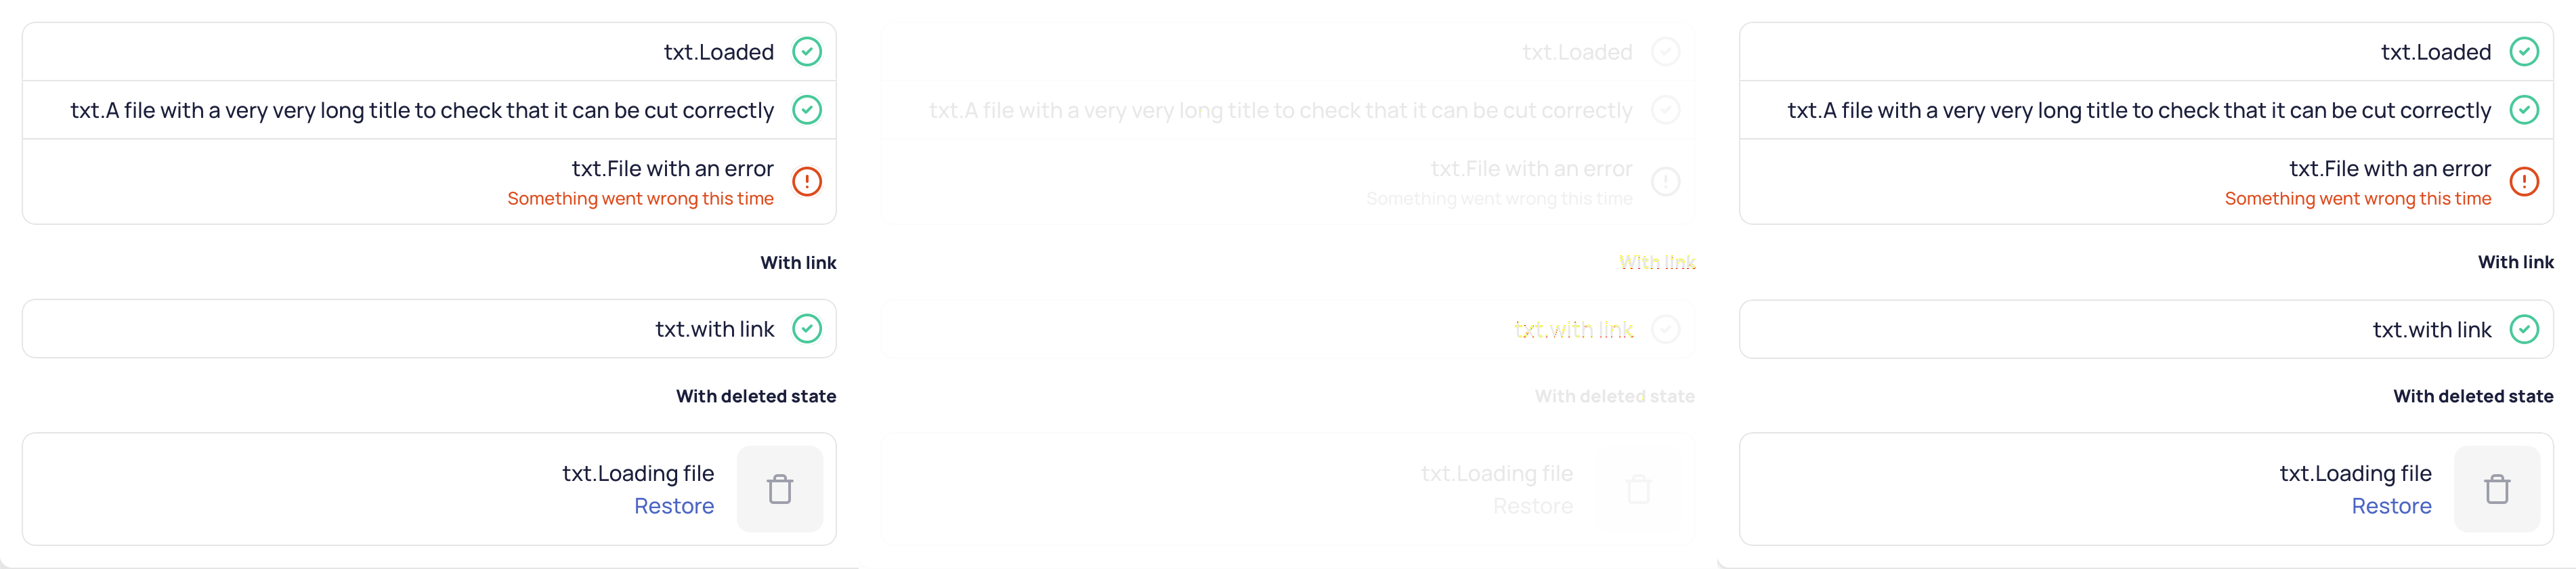 txt.Loaded
txt.A file with a very very long title to check that it can be cut correctly
txt.File with an error
Something went wrong this time
With link
txt.with link
With deleted state
txt.Loading file
Restore
txt.Loaded
txt.A file with a very very long title to check that it can be cut correctly
txt.File with an error
Something went wrong this time
With link
txt.with link
With deleted state
txt.Loading file
Restore
txt.Loaded
txt.A file with a very very long title to check that it can be cut correctly
txt.File with an error
Something went wrong this time
With link
txt.with link
With deleted state
txt.Loading file
Restore